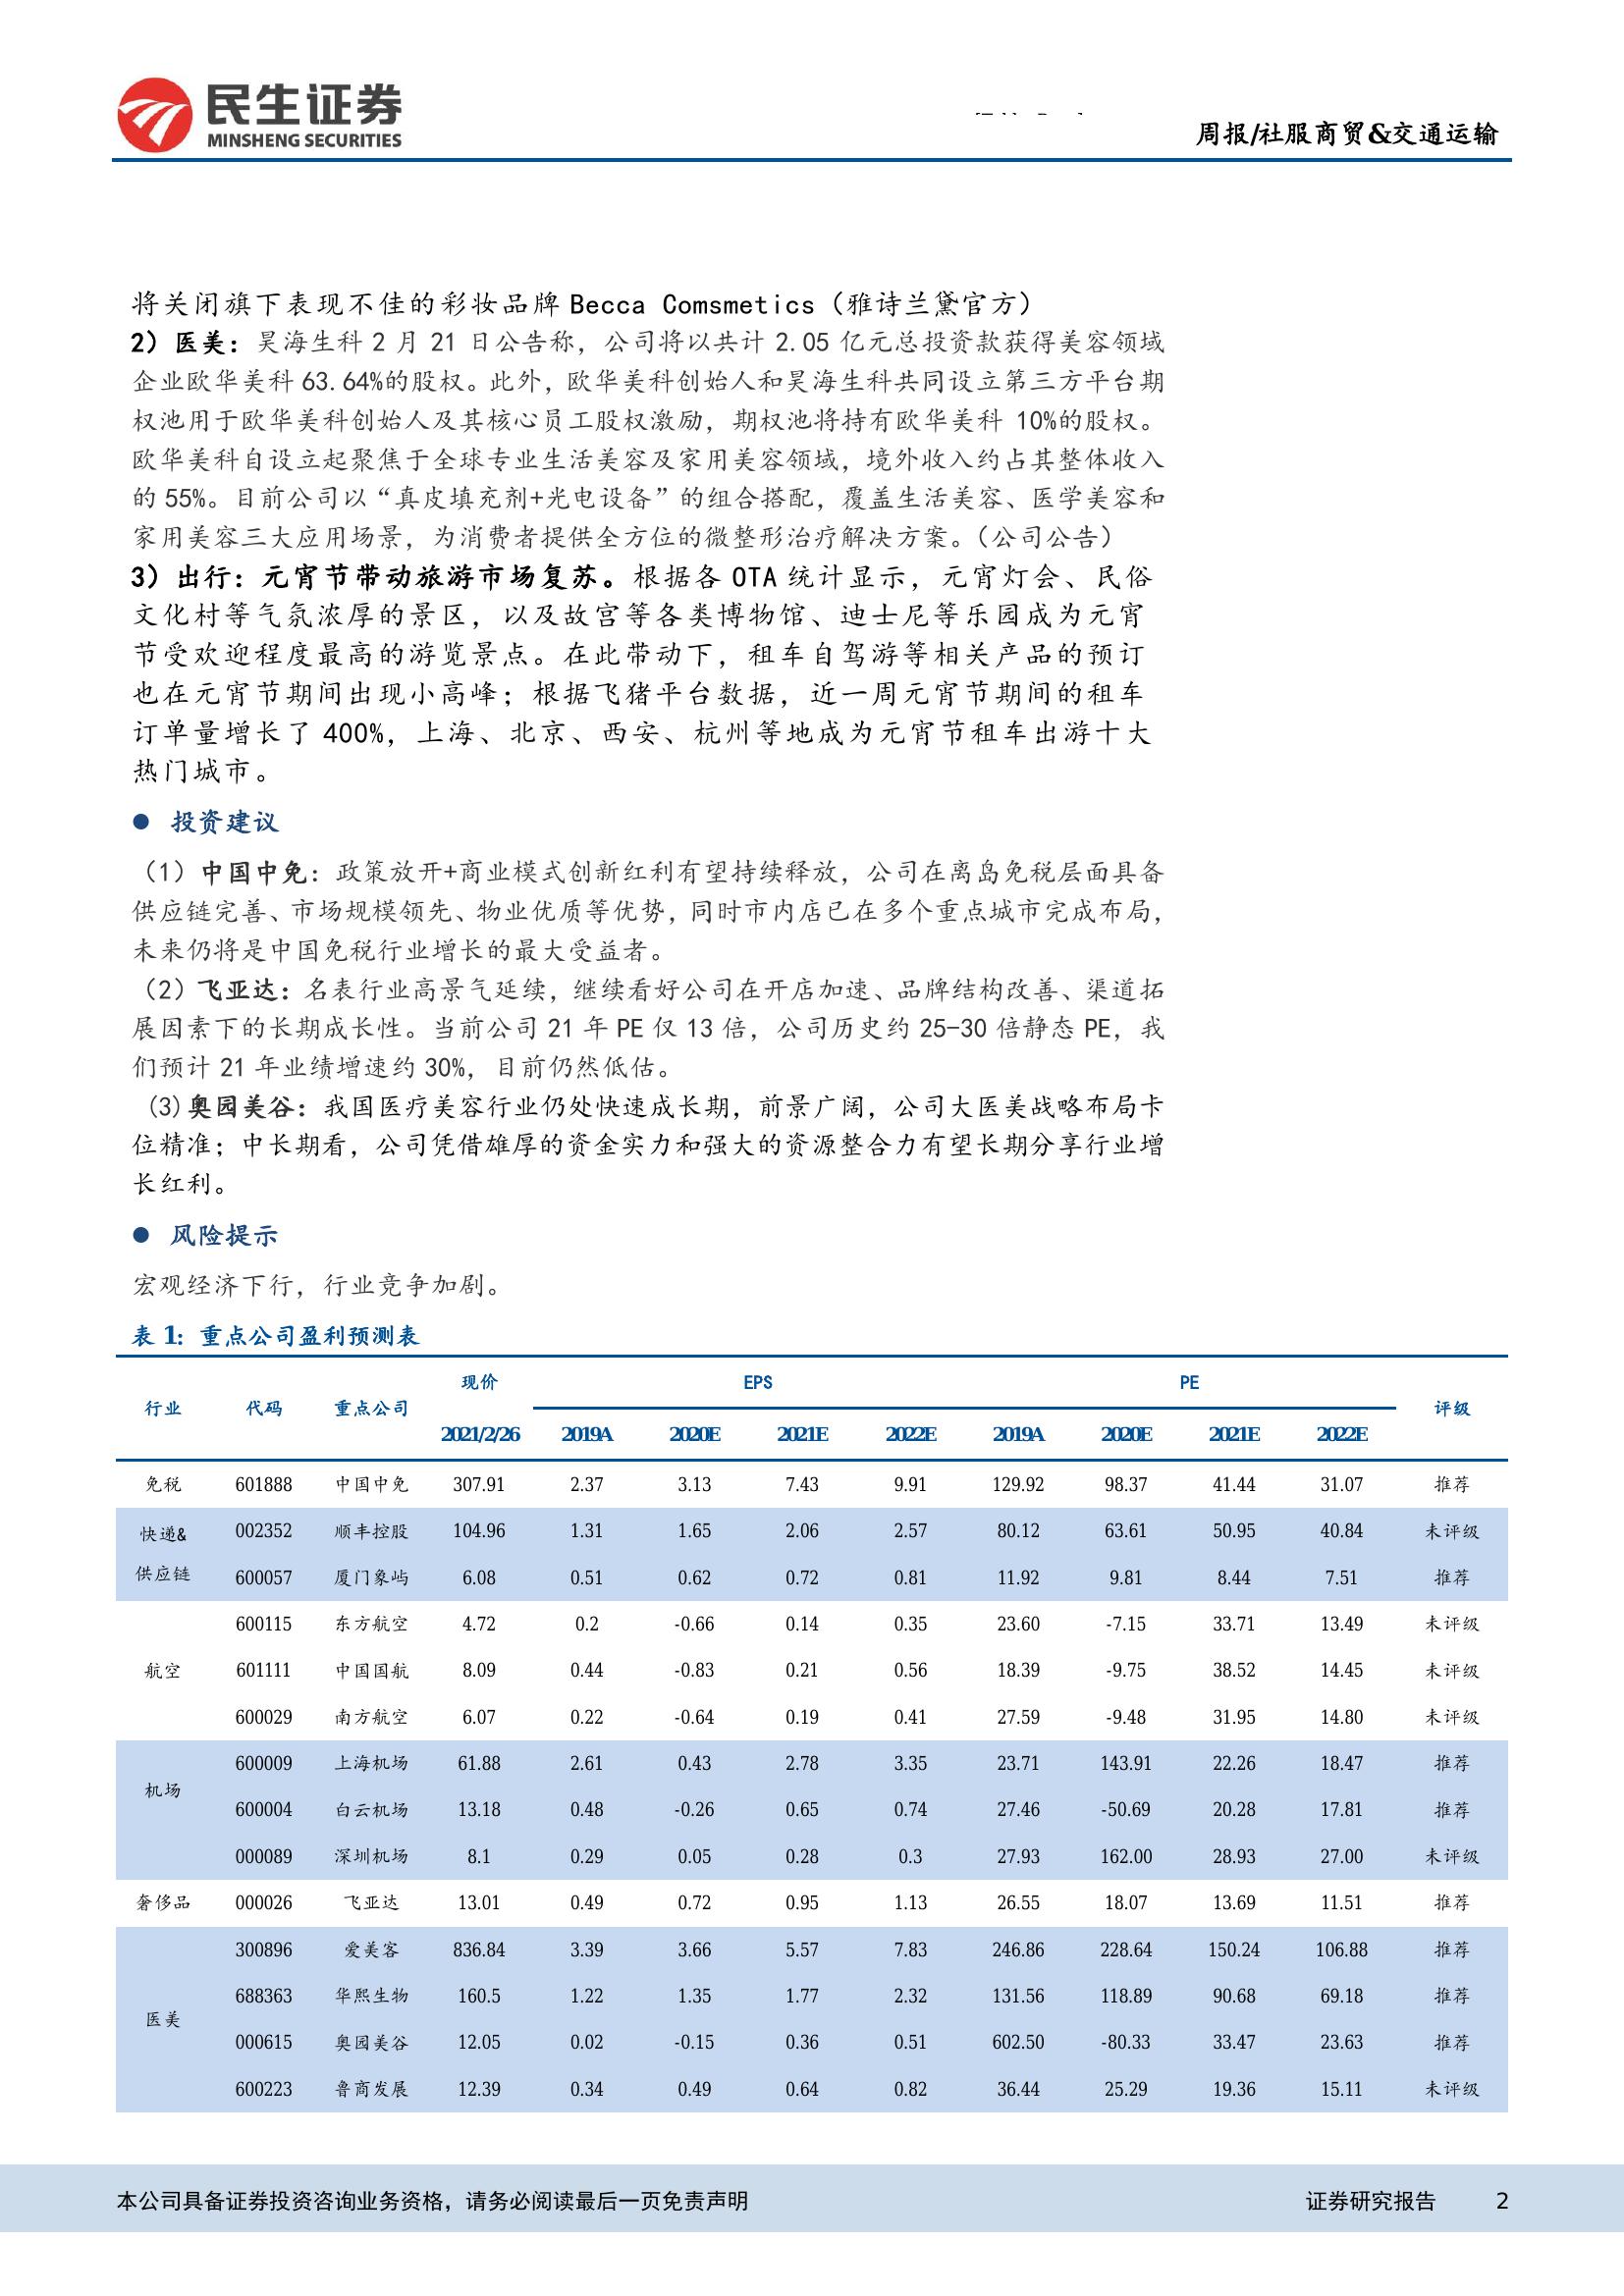 民生证券
MINSHENG SECURITIES
周报/社服商贸&交通运输
将关闭旗下表现不佳的彩妆品牌 Becca Comsmetics（雅诗兰黛官方）
2）医美：昊海生科 2 月 21 日公告称，公司将以共计 2.05 亿元总投资款获得美容领域
企业欧华美科 63.64%的股权。此外，欧华美科创始人和昊海生科共同设立第三方平台期
权池用于欧华美科创始人及其核心员工股权激励，期权池将持有欧华美科 10%的股权。
欧华美科自设立起聚焦于全球专业生活美容及家用美容领域，境外收入约占其整体收入
的 55%。目前公司以“真皮填充剂+光电设备”的组合搭配，覆盖生活美容、医学美容和
家用美容三大应用场景，为消费者提供全方位的微整形治疗解决方案。（公司公告）
3）出行：元宵节带动旅游市场复苏。根据各 OTA 统计显示，元宵灯会、民俗
文化村等气氛浓厚的景区，以及故宫等各类博物馆、迪士尼等乐园成为元宵
节受欢迎程度最高的游览景点。在此带动下，租车自驾游等相关产品的预订
也在元宵节期间出现小高峰；根据飞猪平台数据，近一周元宵节期间的租车
订单量增长了 400%，上海、北京、西安、杭州等地成为元宵节租车出游十大
热门城市。
● 投资建议
（1）中国中免：政策放开+商业模式创新红利有望持续释放，公司在离岛免税层面具备
供应链完善、市场规模领先、物业优质等优势，同时市内店已在多个重点城市完成布局，
未来仍将是中国免税行业增长的最大受益者。
（2）飞亚达：名表行业高景气延续，继续看好公司在开店加速、品牌结构改善、渠道拓
展因素下的长期成长性。当前公司 21 年 PE 仅 13 倍，公司历史约 25-30 倍静态 PE，我
们预计 21 年业绩增速约 30%，目前仍然低估。
（3）奥园美谷：我国医疗美容行业仍处快速成长期，前景广阔，公司大医美战略布局卡
位精准；中长期看，公司凭借雄厚的资金实力和强大的资源整合力有望长期分享行业增
长红利。
● 风险提示
宏观经济下行，行业竞争加剧。
表 1：重点公司盈利预测表
行业 代码 重点公司 现价 EPS PE 评级
2021/2/26 2019A 2020E 2021E 2022E 2019A 2020E 2021E 2022E
免税 601888 中国中免 307.91 2.37 3.13 7.43 9.91 129.92 98.37 41.44 31.07 推荐
快递& 002352 顺丰控股 104.96 1.31 1.65 2.06 2.57 80.12 63.61 50.95 40.84 未评级
供应链 600057 厦门象屿 6.08 0.51 0.62 0.72 0.81 11.92 9.81 8.44 7.51 推荐
600115 东方航空 4.72 0.2 -0.66 0.14 0.35 23.60 -7.15 33.71 13.49 未评级
航空 601111 中国国航 8.09 0.44 -0.83 0.21 0.56 18.39 -9.75 38.52 14.45 未评级
600029 南方航空 6.07 0.22 -0.64 0.19 0.41 27.59 -9.48 31.95 14.80 未评级
600009 上海机场 61.88 2.61 0.43 2.78 3.35 23.71 143.91 22.26 18.47 推荐
机场 600004 白云机场 13.18 0.48 -0.26 0.65 0.74 27.46 -50.69 20.28 17.81 推荐
000089 深圳机场 8.1 0.29 0.05 0.28 0.3 27.93 162.00 28.93 27.00 未评级
奢侈品 000026 飞亚达 13.01 0.49 0.72 0.95 1.13 26.55 18.07 13.69 11.51 推荐
300896 爱美客 836.84 3.39 3.66 5.57 7.83 246.86 228.64 150.24 106.88 推荐
688363 华熙生物 160.5 1.22 1.35 1.77 2.32 131.56 118.89 90.68 69.18 推荐
医美 000615 奥园美谷 12.05 0.02 -0.15 0.36 0.51 602.50 -80.33 33.47 23.63 推荐
600223 鲁商发展 12.39 0.34 0.49 0.64 0.82 36.44 25.29 19.36 15.11 未评级
本公司具备证券投资咨询业务资格，请务必阅读最后一页免责声明 证券研究报告 2